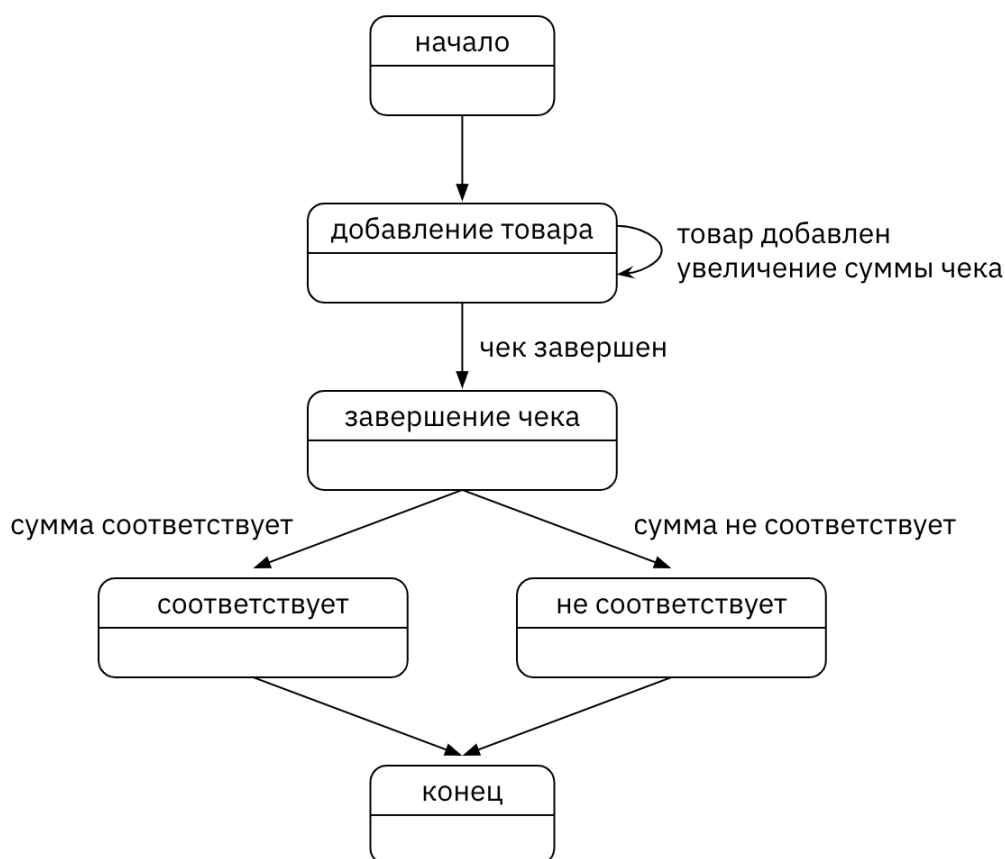 начало
добавление товара
товар добавлен
увеличение суммы чека
чек завершен
завершение чека
сумма соответствует
сумма не соответствует
соответствует
не соответствует
конец